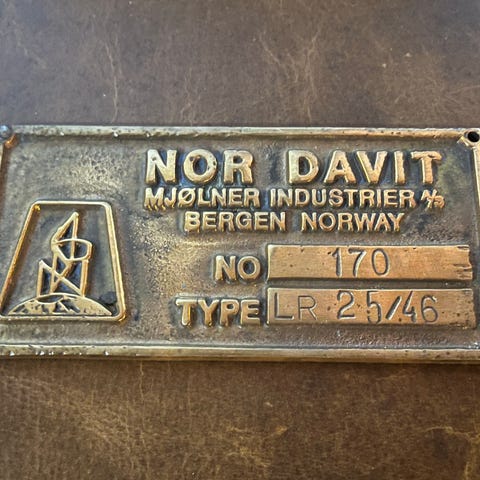 NOR DAVIT
MJØLNER INDUSTRIER A/S
BERGEN NORWAY
NO 170
TYPE LR 25/46